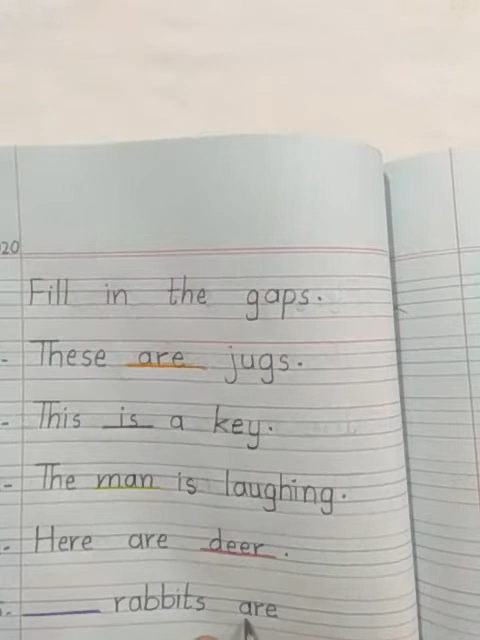 20
Fill in the gaps.
- These are jugs.
- This is a key.
- The man is laughing.
. Here are deer.
. ____ rabbits are